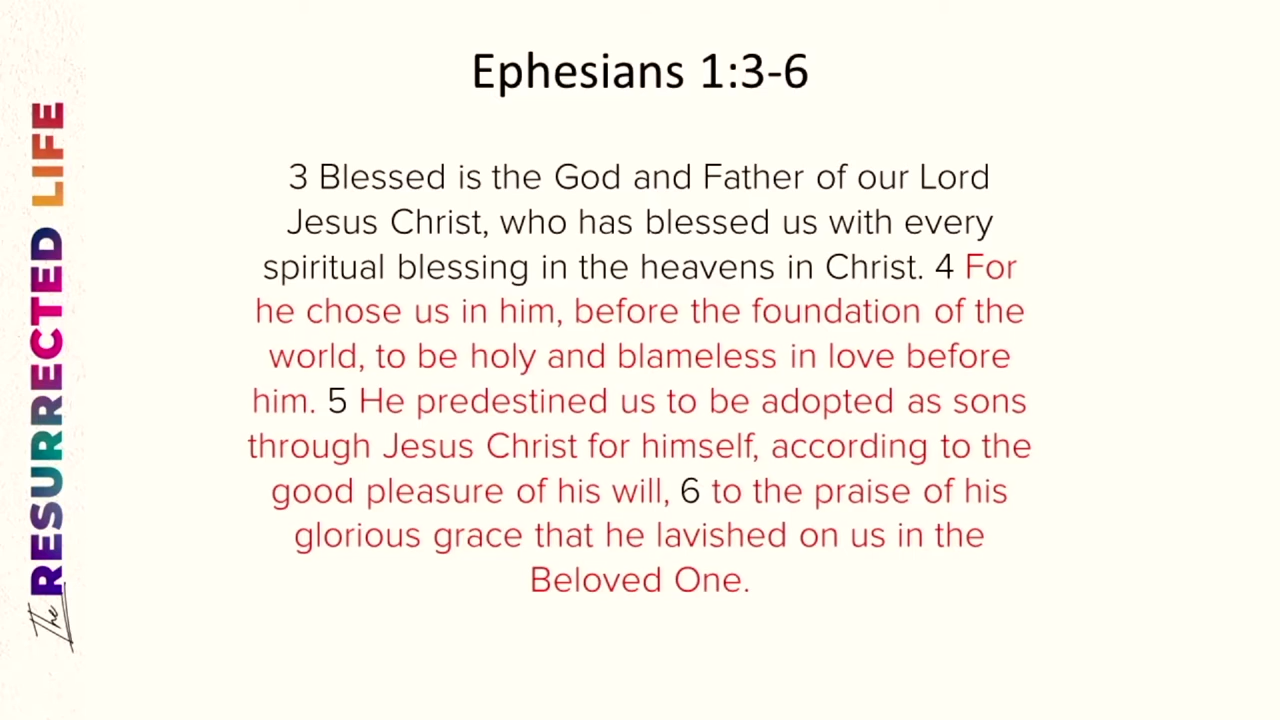 Ephesians 1:3-6
3 Blessed is the God and Father of our Lord
Jesus Christ, who has blessed us with every
spiritual blessing in the heavens in Christ. 4 For
he chose us in him, before the foundation of the
world, to be holy and blameless in love before
him. 5 He predestined us to be adopted as sons
through Jesus Christ for himself, according to the
good pleasure of his will, 6 to the praise of his
glorious grace that he lavished on us in the
Beloved One.
The RESURRECTED LIFE